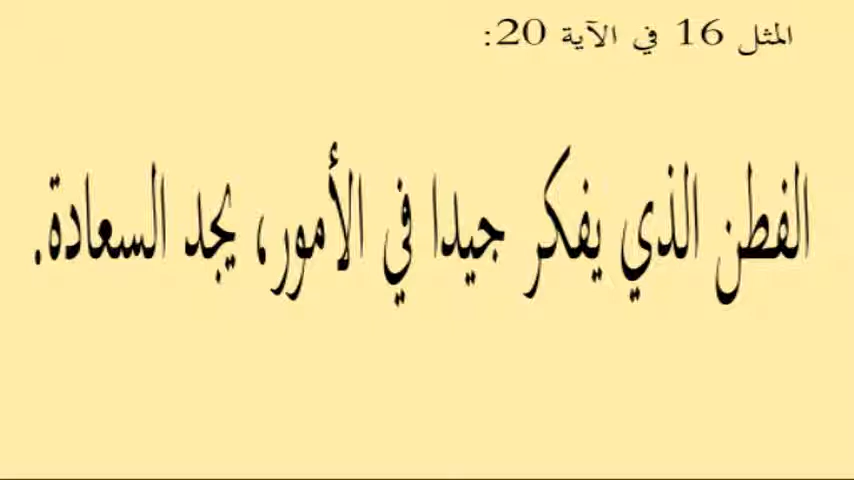 المثل 16 في الآية 20:
الفطن الذي يفكر جيدا في الأمور، يجد السعادة.